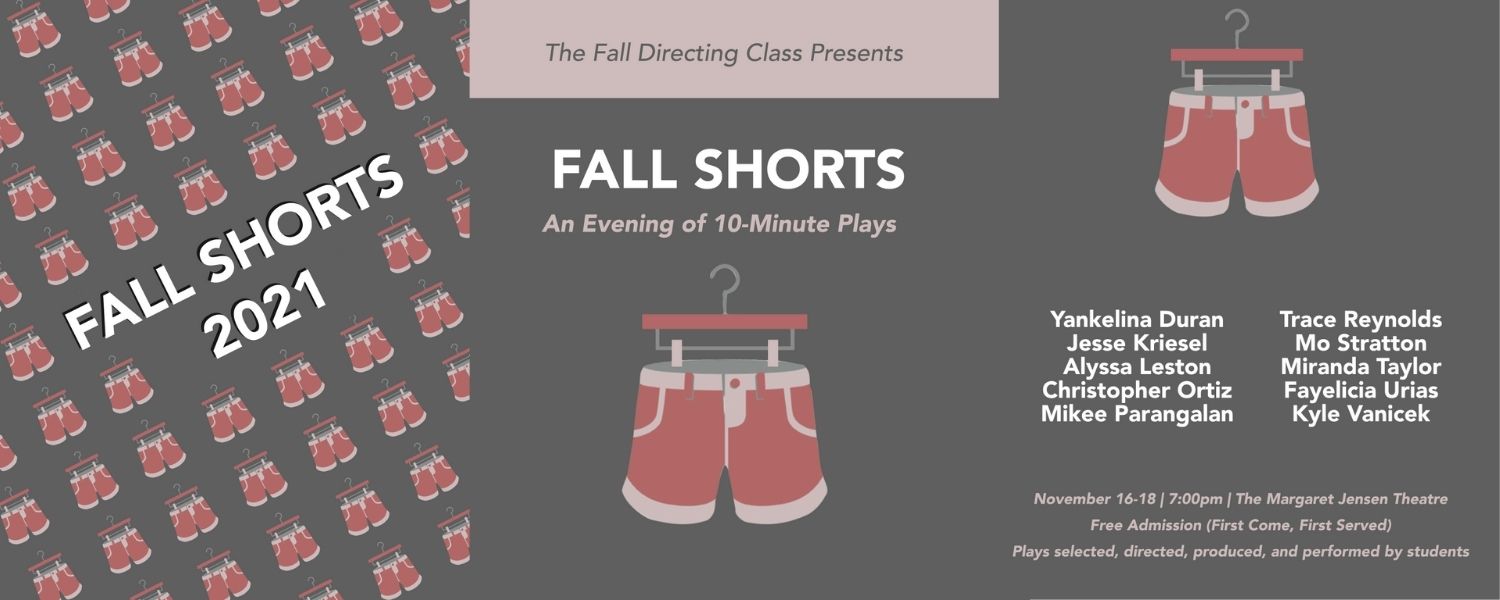 FALL SHORTS
2021
The Fall Directing Class Presents
FALL SHORTS
An Evening of 10-Minute Plays
Yankelina Duran
Jesse Kriesel
Alyssa Leston
Christopher Ortiz
Mikee Parangalan
Trace Reynolds
Mo Stratton
Miranda Taylor
Fayelicia Urias
Kyle Vanicek
November 16-18 | 7:00pm | The Margaret Jensen Theatre
Free Admission (First Come, First Served)
Plays selected, directed, produced, and performed by students